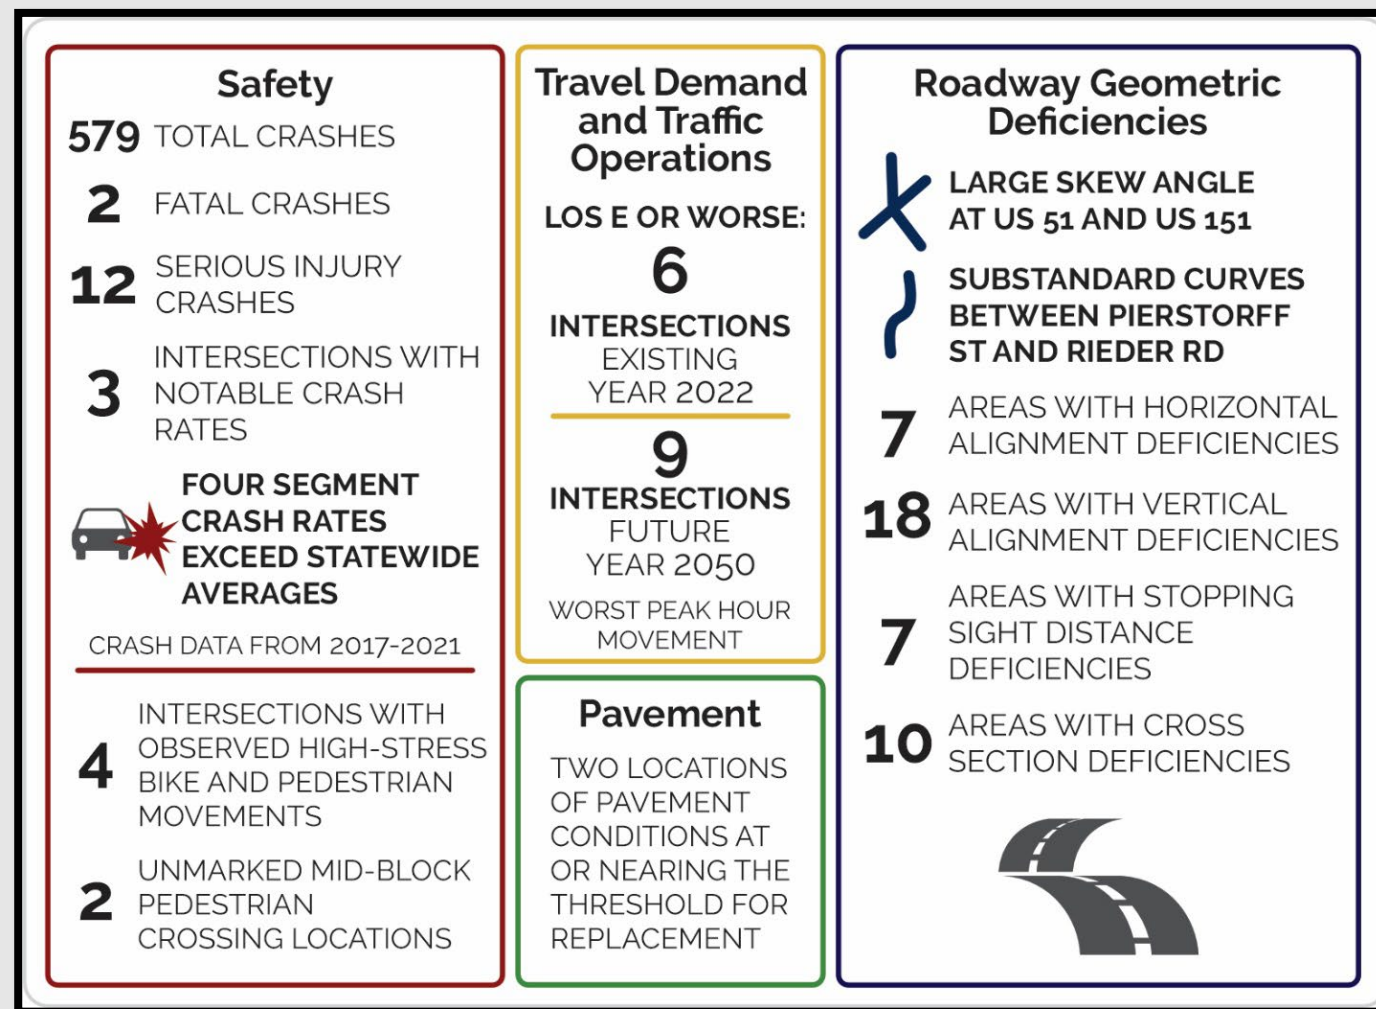 Safety
579 TOTAL CRASHES
2 FATAL CRASHES
12 SERIOUS INJURY
CRASHES
3 INTERSECTIONS WITH
NOTABLE CRASH
RATES
FOUR SEGMENT
CRASH RATES
EXCEED STATEWIDE
AVERAGES
CRASH DATA FROM 2017-2021
4 INTERSECTIONS WITH
OBSERVED HIGH-STRESS
BIKE AND PEDESTRIAN
MOVEMENTS
2 UNMARKED MID-BLOCK
PEDESTRIAN
CROSSING LOCATIONS
Travel Demand
and Traffic
Operations
LOS E OR WORSE:
6
INTERSECTIONS
EXISTING
YEAR 2022
9
INTERSECTIONS
FUTURE
YEAR 2050
WORST PEAK HOUR
MOVEMENT
Pavement
TWO LOCATIONS
OF PAVEMENT
CONDITIONS AT
OR NEARING THE
THRESHOLD FOR
REPLACEMENT
Roadway Geometric
Deficiencies
LARGE SKEW ANGLE
AT US 51 AND US 151
SUBSTANDARD CURVES
BETWEEN PIERSTORFF
ST AND RIEDER RD
7 AREAS WITH HORIZONTAL
ALIGNMENT DEFICIENCIES
18 AREAS WITH VERTICAL
ALIGNMENT DEFICIENCIES
7 AREAS WITH STOPPING
SIGHT DISTANCE
DEFICIENCIES
10 AREAS WITH CROSS
SECTION DEFICIENCIES